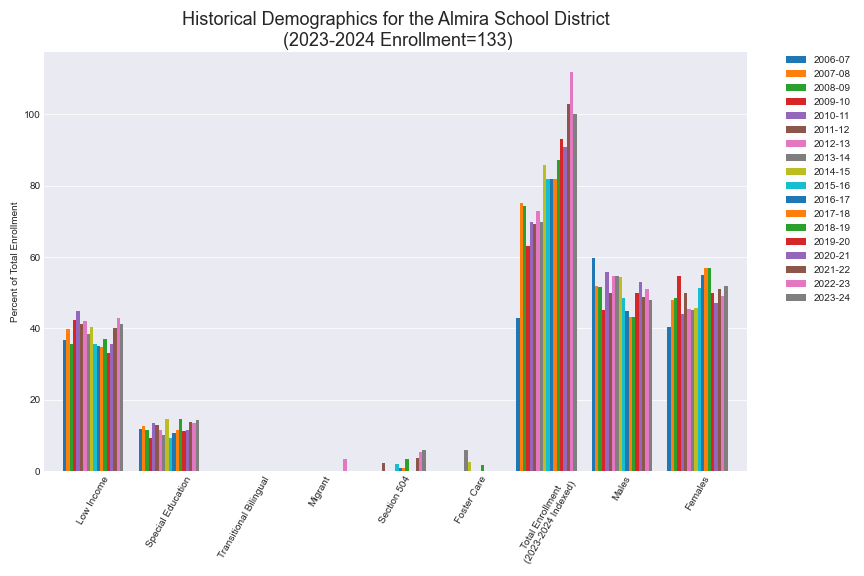 Historical Demographics for the Almira School District
(2023-2024 Enrollment=133)
Percent of Total Enrollment
100
80
60
40
20
0
Low Income
Special Education
Transitional Bilingual
Migrant
Section 504
Foster Care
Total Enrollment
(2023-2024 Indexed)
Males
Females
2006-07
2007-08
2008-09
2009-10
2010-11
2011-12
2012-13
2013-14
2014-15
2015-16
2016-17
2017-18
2018-19
2019-20
2020-21
2021-22
2022-23
2023-24